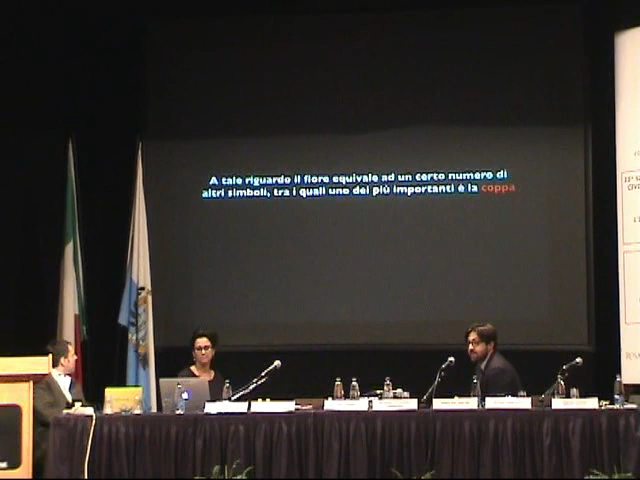 A tale riguardo il fiore equivale ad un certo numero di
altri simboli, tra i quali uno dei più importanti è la coppa